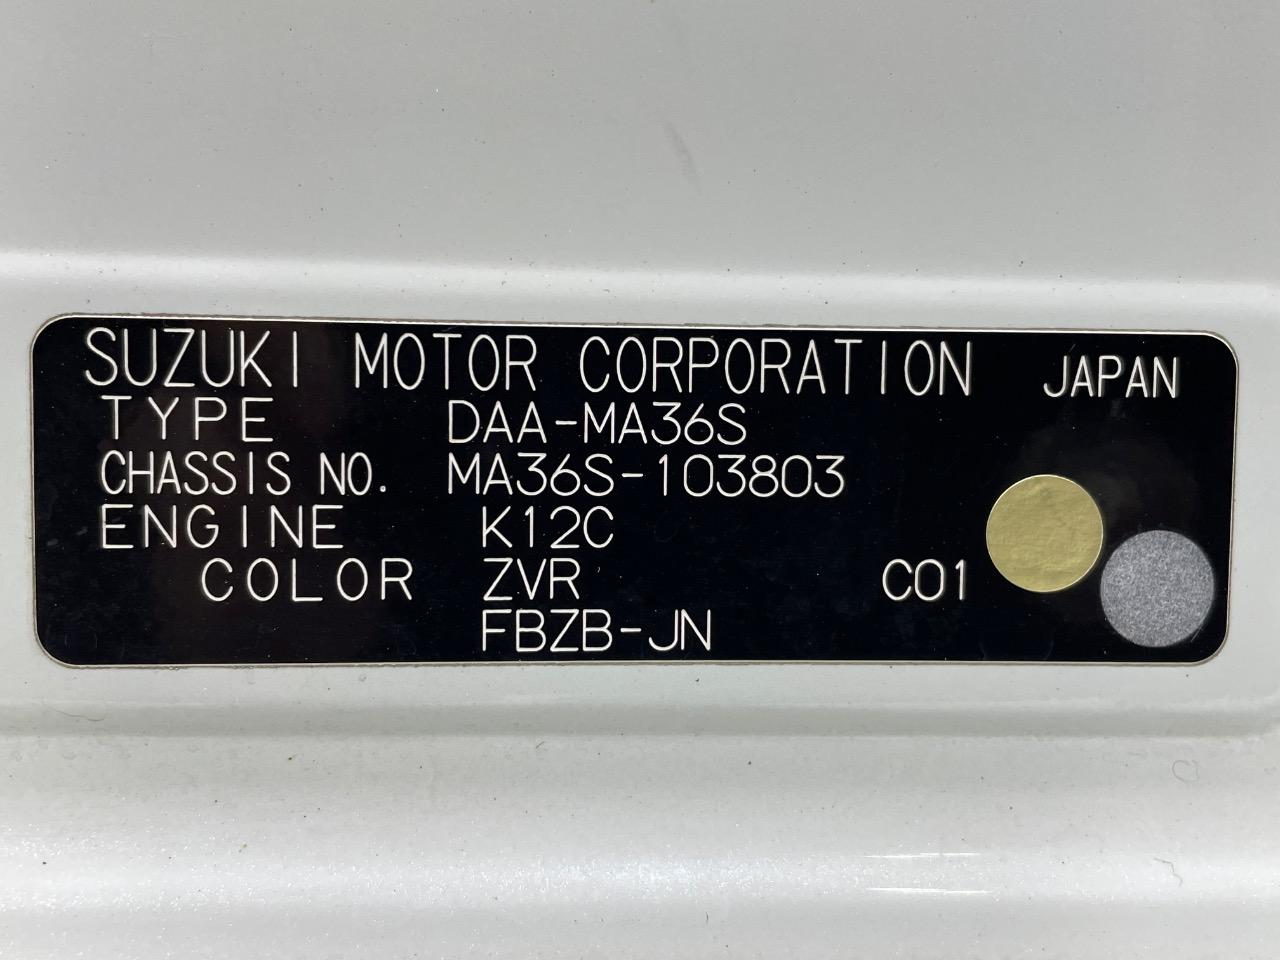 SUZUKI MOTOR CORPORATION JAPAN
TYPE DAA-MA36S
CHASSIS NO. MA36S-103803
ENGINE K12C
COLOR ZVR C01
FBZB-JN